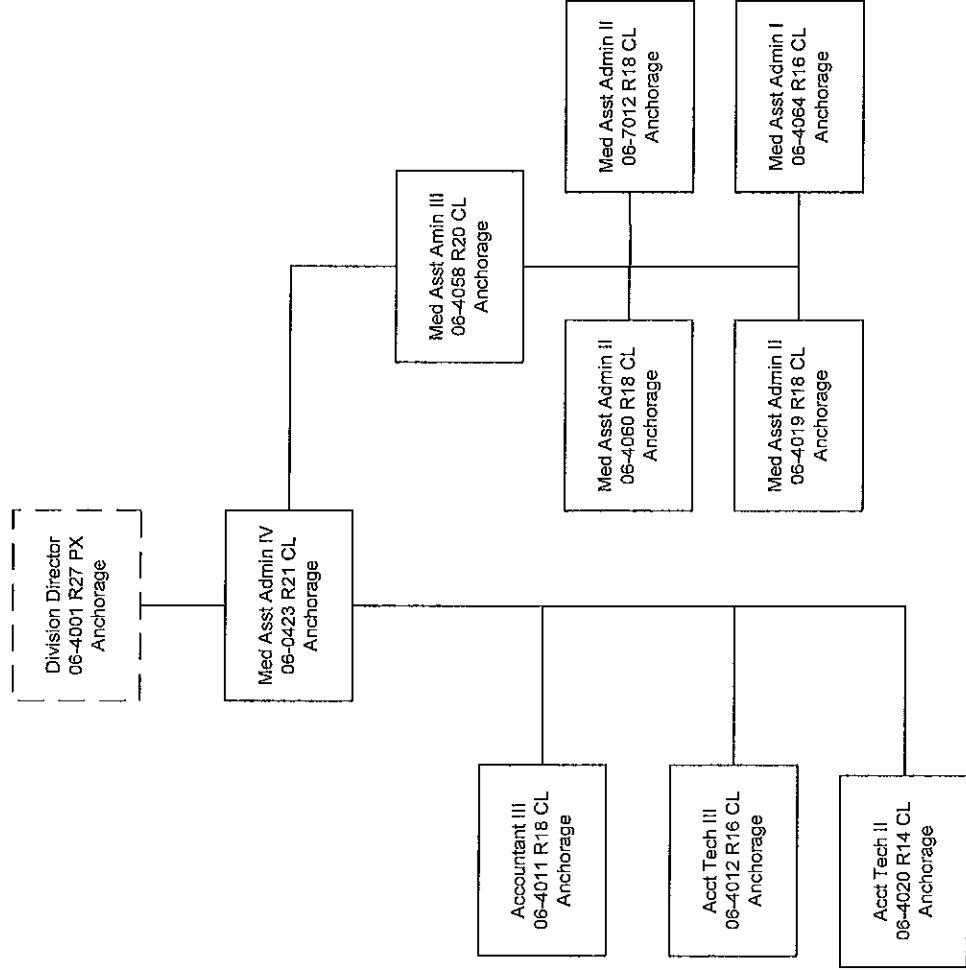 Division Director
06-4001 R27 PX
Anchorage
Med Asst Admin IV
06-0423 R21 CL
Anchorage
Accountant III
06-4011 R18 CL
Anchorage
Acct Tech III
06-4012 R16 CL
Anchorage
Acct Tech II
06-4020 R14 CL
Anchorage
Med Asst Amin III
06-4058 R20 CL
Anchorage
Med Asst Admin II
06-4060 R18 CL
Anchorage
Med Asst Admin II
06-7012 R18 CL
Anchorage
Med Asst Admin II
06-4019 R18 CL
Anchorage
Med Asst Admin I
06-4064 R16 CL
Anchorage